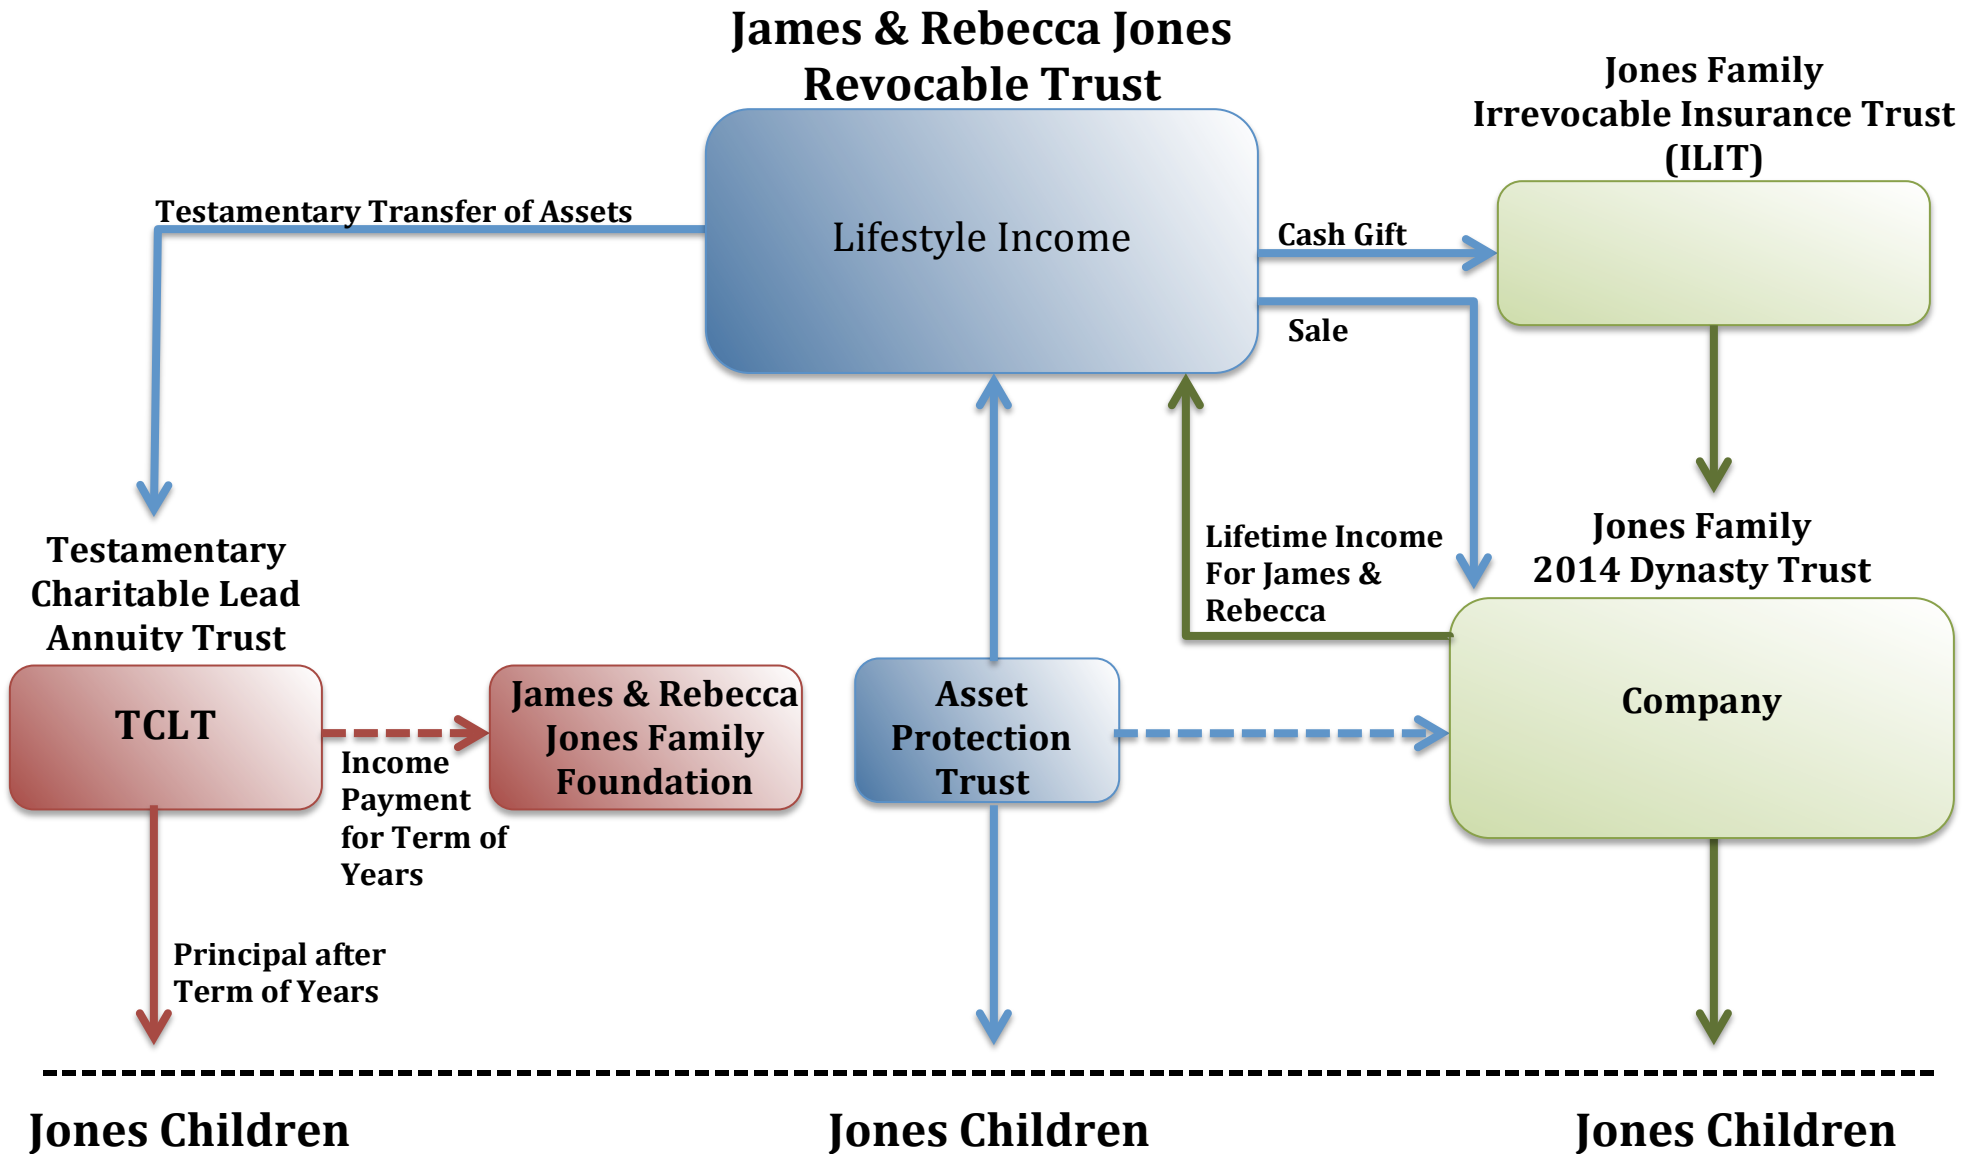 James & Rebecca Jones
Revocable Trust
Jones Family
Irrevocable Insurance Trust
(ILIT)
Testamentary Transfer of Assets
Lifestyle Income
Cash Gift
Sale
Lifetime Income
For James &
Rebecca
Jones Family
2014 Dynasty Trust
Testamentary
Charitable Lead
Annuity Trust
TCLT
James & Rebecca
Jones Family
Foundation
Income
Payment
for Term of
Years
Asset
Protection
Trust
Company
Principal after
Term of Years
Jones Children
Jones Children
Jones Children